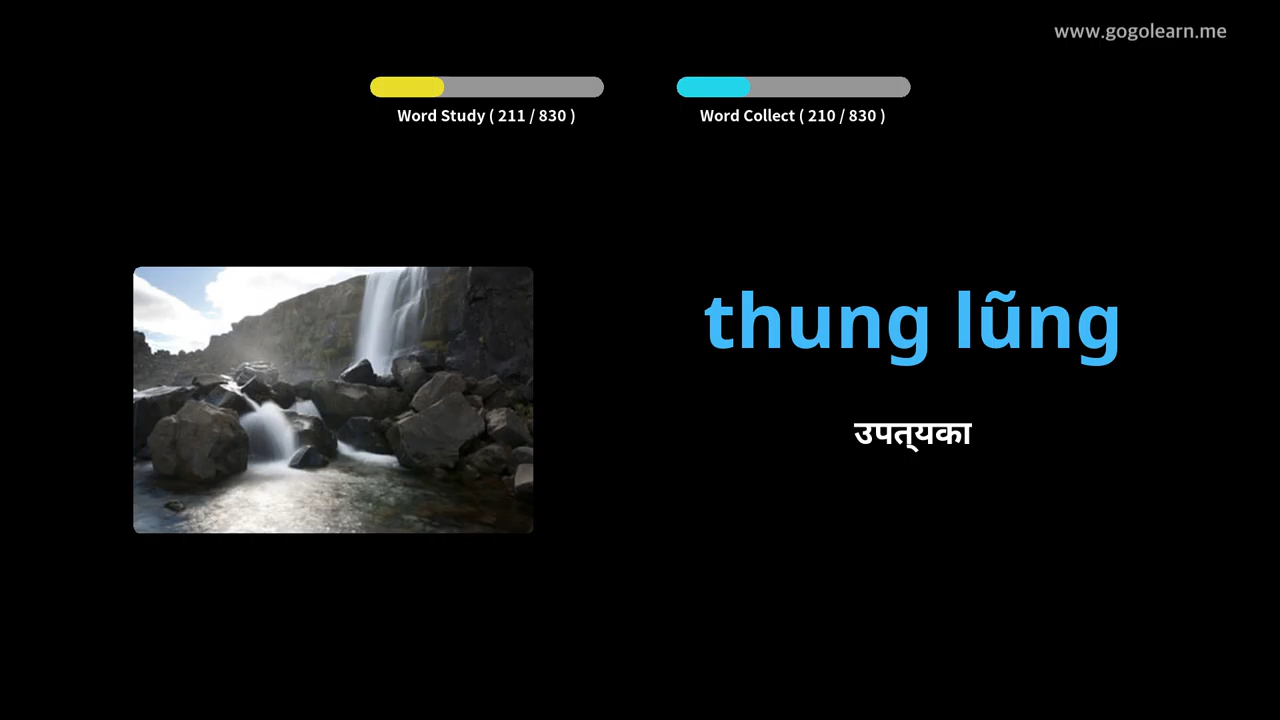 www.gogolearn.me
Word Study ( 211 / 830 )
Word Collect ( 210 / 830 )
thung lũng
उपत्यका